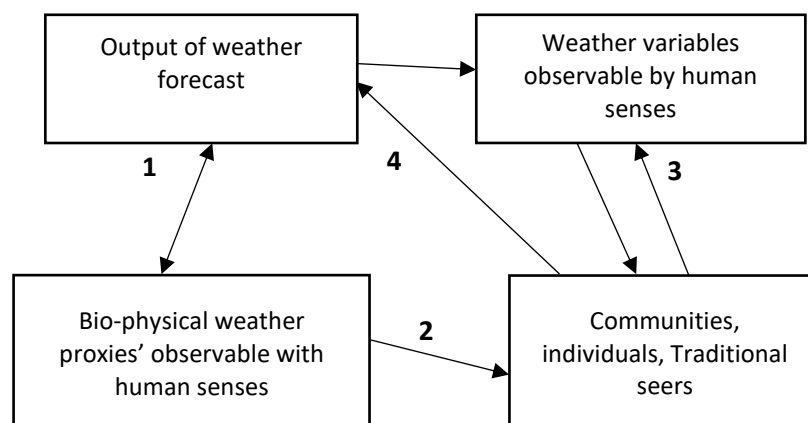 Output of weather
forecast
Weather variables
observable by human
senses
1
4
3
Bio-physical weather
proxies’ observable with
human senses
2
Communities,
individuals, Traditional
seers